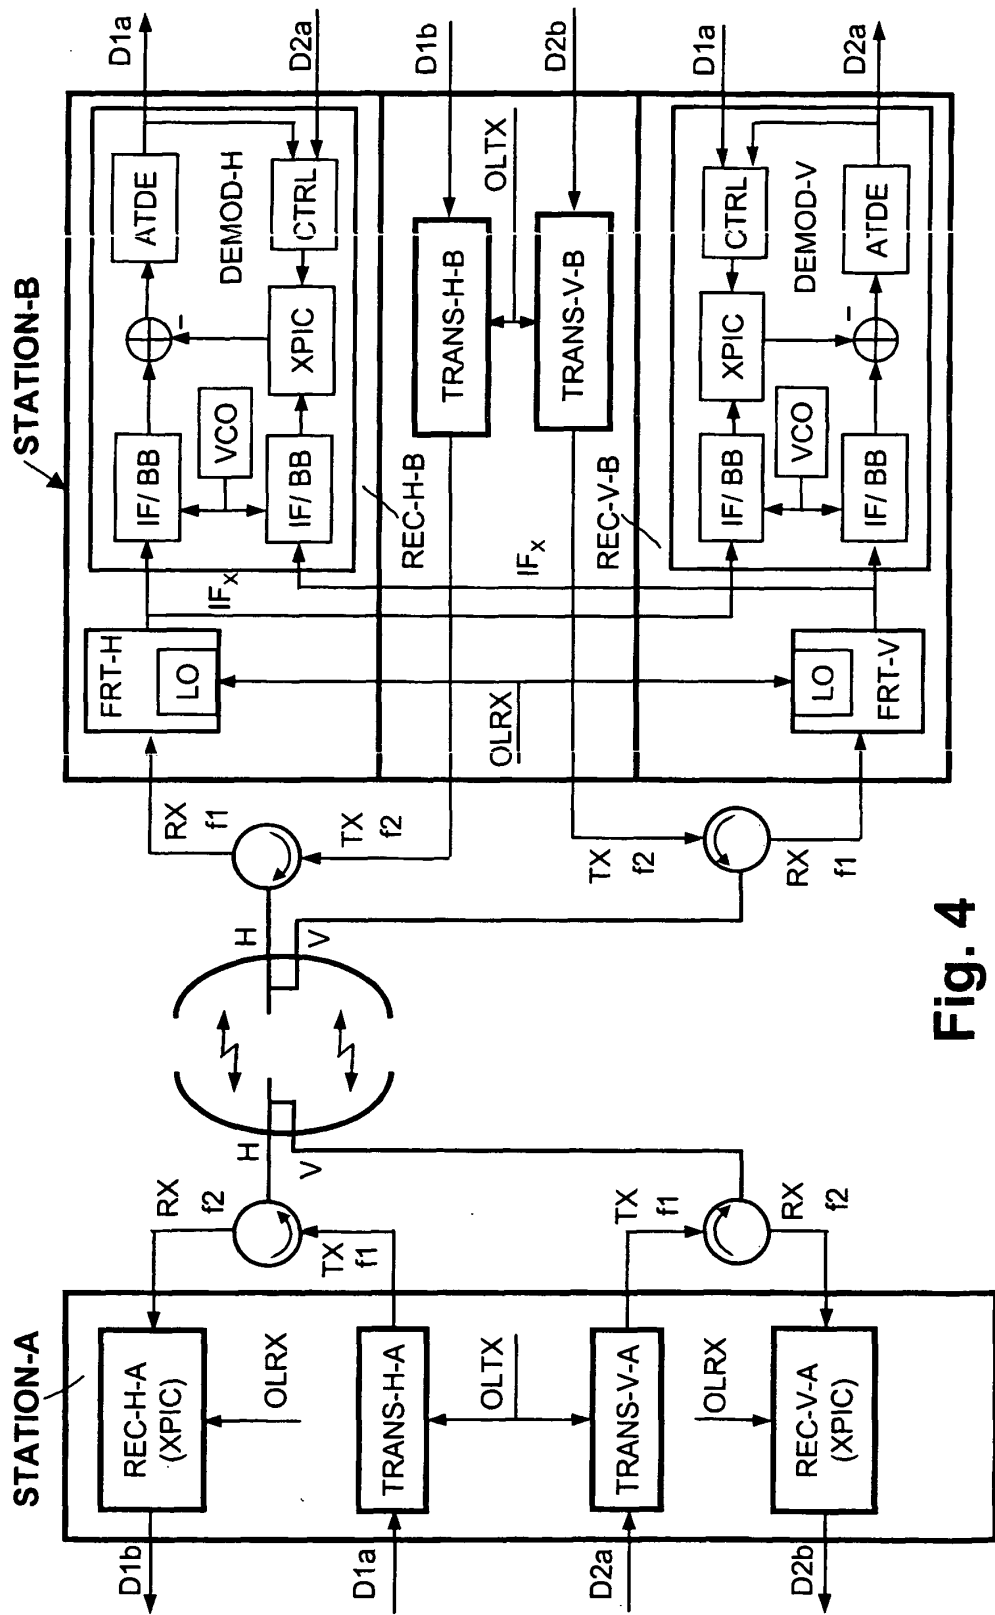 STATION-A
STATION-B
D1b
D1a
D2a
D2b
REC-H-A
(XPIC)
OLRX
TRANS-H-A
OLTX
TRANS-V-A
OLRX
REC-V-A
(XPIC)
RX
f2
TX
f1
TX
f1
RX
f2
H
V
H
V
RX
f1
TX
f2
TX
f2
RX
f1
FRT-H
LO
OLRX
LO
FRT-V
IFx
IFx
REC-H-B
REC-V-B
IF/BB
VCO
IF/BB
ATDE
XPIC
CTRL
DEMOD-H
-
TRANS-H-B
OLTX
TRANS-V-B
IF/BB
VCO
IF/BB
XPIC
CTRL
DEMOD-V
-
ATDE
D1a
D2a
D1b
D2b
D1a
D2a
Fig. 4